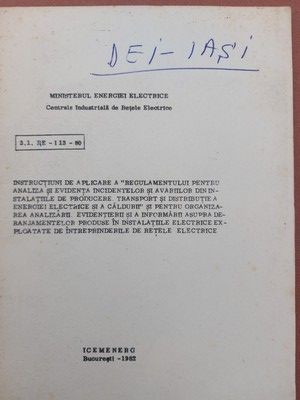 DEI-IAȘI
MINISTERUL ENERGIEI ELECTRICE
Centrala Industrială de Rețele Electrice
3.1. RE - I 13 - 80
INSTRUCȚIUNI DE APLICARE A "REGULAMENTULUI PENTRU
ANALIZA ȘI EVIDENȚA INCIDENTELOR ȘI AVARIILOR DIN IN-
STALAȚIILE DE PRODUCERE, TRANSPORT ȘI DISTRIBUȚIE A
ENERGIEI ELECTRICE ȘI A CĂLDURII" ȘI PENTRU ORGANIZA-
REA ANALIZĂRII, EVIDENȚIERII ȘI A INFORMĂRII ASUPRA DE-
RANJAMENTELOR PRODUSE ÎN INSTALAȚIILE ELECTRICE EX-
PLOATATE DE ÎNTREPRINDERILE DE REȚELE ELECTRICE
ICEMENERG
București -1982